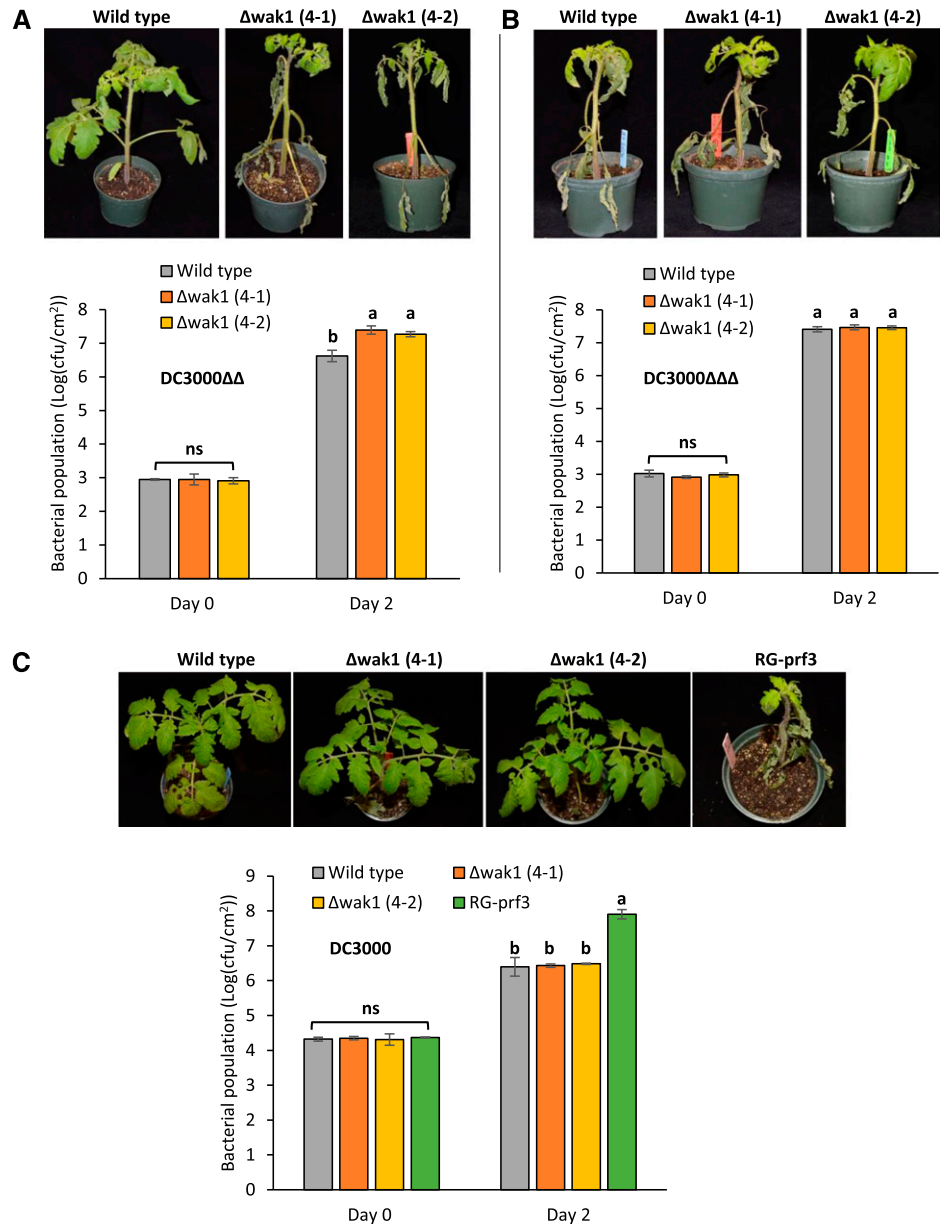 A
Wild type
Δwak1 (4-1)
Δwak1 (4-2)
Wild type
Δwak1 (4-1)
Δwak1 (4-2)
Bacterial population (Log(cfu/cm²))
8
7
6
5
4
3
2
1
0
DC3000ΔΔ
ns
b
a
a
Day 0
Day 2
B
Wild type
Δwak1 (4-1)
Δwak1 (4-2)
Wild type
Δwak1 (4-1)
Δwak1 (4-2)
Bacterial population (Log(cfu/cm²))
8
7
6
5
4
3
2
1
0
DC3000ΔΔΔ
ns
a
a
a
Day 0
Day 2
C
Wild type
Δwak1 (4-1)
Δwak1 (4-2)
RG-prf3
Wild type
Δwak1 (4-1)
Δwak1 (4-2)
RG-prf3
Bacterial population (Log(cfu/cm²))
9
8
7
6
5
4
3
2
1
0
DC3000
ns
b
b
b
a
Day 0
Day 2